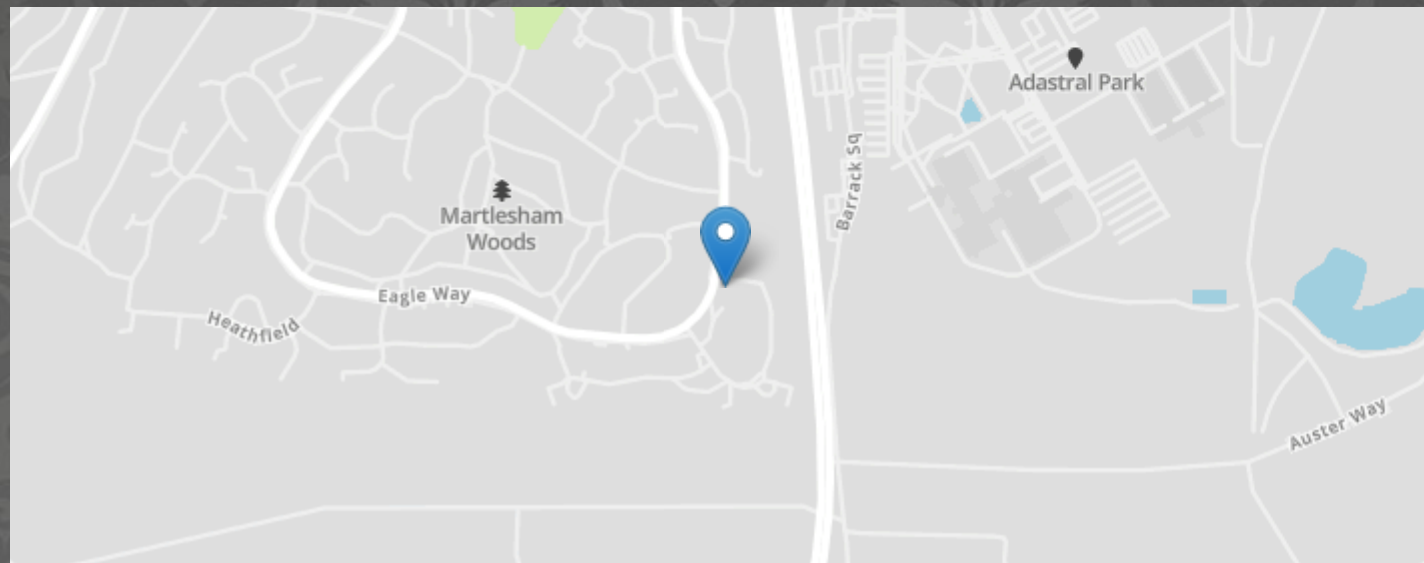 Adastral Park
Barrack Sq
Martlesham
Woods
Eagle Way
Heathfield
Auster Way